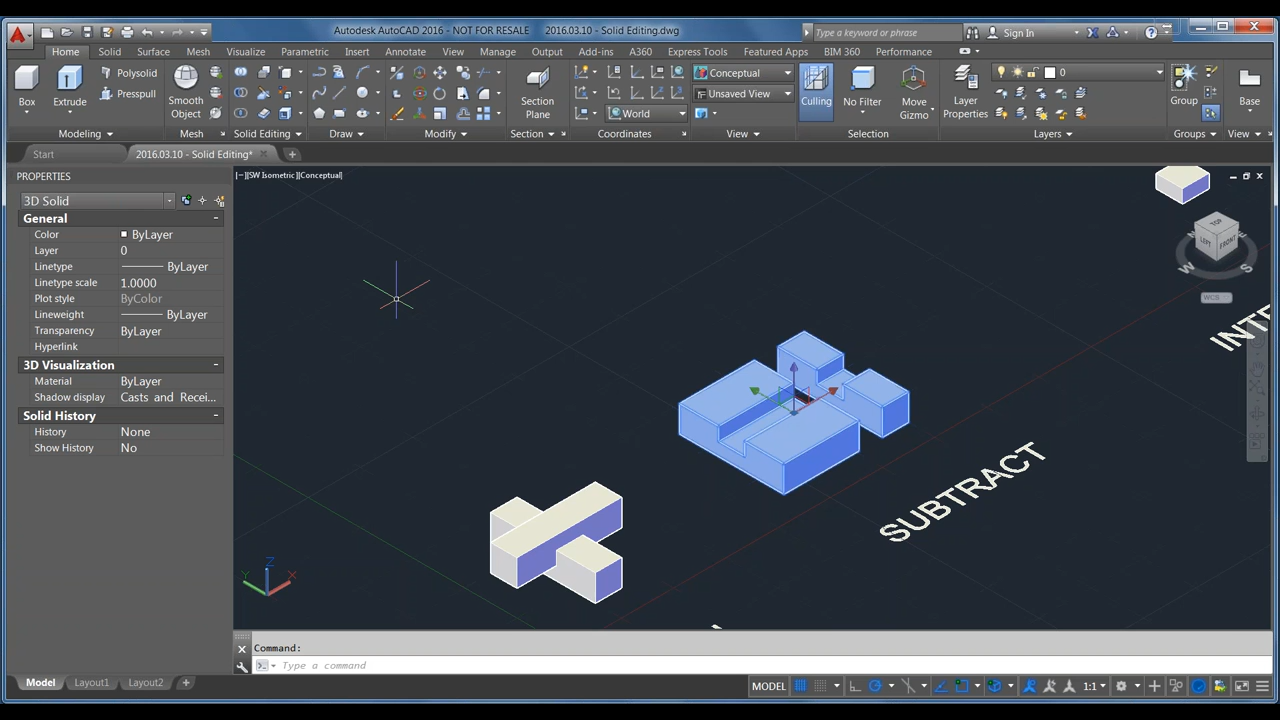 Autodesk AutoCAD 2016 - NOT FOR RESALE 2016.03.10 - Solid Editing.dwg
Type a keyword or phrase
Sign In
Home Solid Surface Mesh Visualize Parametric Insert Annotate View Manage Output Add-ins A360 Express Tools Featured Apps BIM 360 Performance
Box
Extrude
Polysolid
Presspull
Smooth Object
Section Plane
World
Conceptual
Unsaved View
Culling
No Filter
Move Gizmo
Layer Properties
0
Group
Base
Modeling Mesh Solid Editing Draw Modify Section Coordinates View Selection Layers Groups View
Start
2016.03.10 - Solid Editing*
PROPERTIES
3D Solid
General
Color ByLayer
Layer 0
Linetype ByLayer
Linetype scale 1.0000
Plot style ByColor
Lineweight ByLayer
Transparency ByLayer
Hyperlink
3D Visualization
Material ByLayer
Shadow display Casts and Recei...
Solid History
History None
Show History No
[−][SW Isometric][Conceptual]
TOP
LEFT
FRONT
W
S
WCS
INTE
SUBTRACT
Z
Y
X
Command:
Type a command
Model Layout1 Layout2
MODEL
1:1